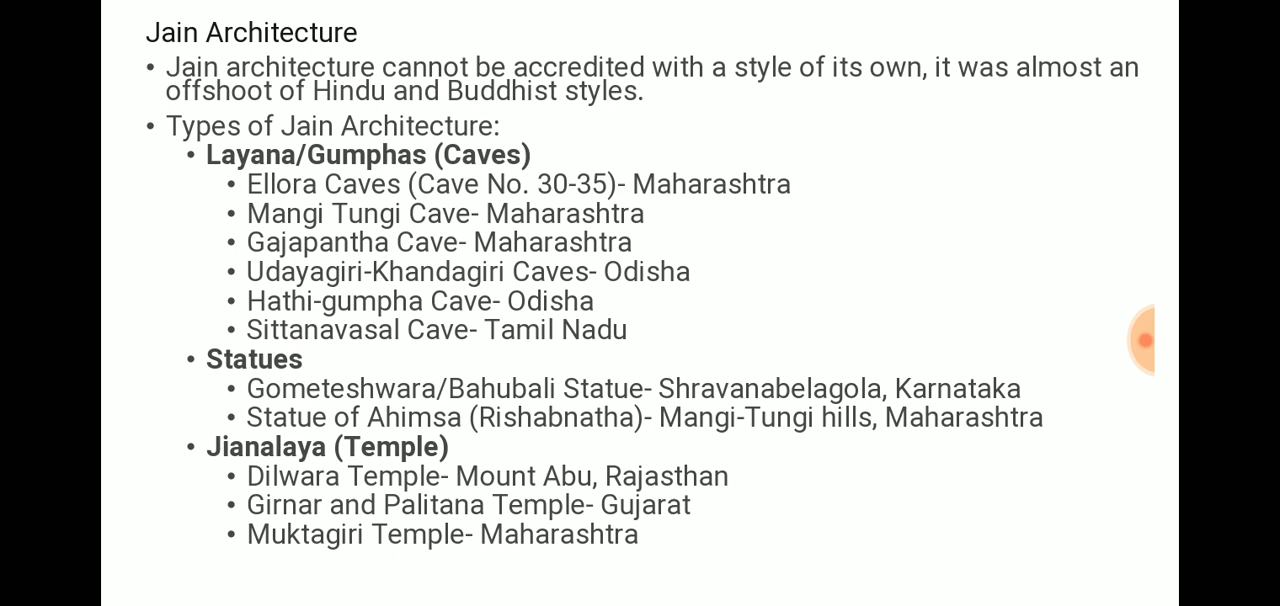 Jain Architecture
• Jain architecture cannot be accredited with a style of its own, it was almost an
offshoot of Hindu and Buddhist styles.
• Types of Jain Architecture:
• Layana/Gumphas (Caves)
• Ellora Caves (Cave No. 30-35)- Maharashtra
• Mangi Tungi Cave- Maharashtra
• Gajapantha Cave- Maharashtra
• Udayagiri-Khandagiri Caves- Odisha
• Hathi-gumpha Cave- Odisha
• Sittanavasal Cave- Tamil Nadu
• Statues
• Gometeshwara/Bahubali Statue- Shravanabelagola, Karnataka
• Statue of Ahimsa (Rishabnatha)- Mangi-Tungi hills, Maharashtra
• Jianalaya (Temple)
• Dilwara Temple- Mount Abu, Rajasthan
• Girnar and Palitana Temple- Gujarat
• Muktagiri Temple- Maharashtra